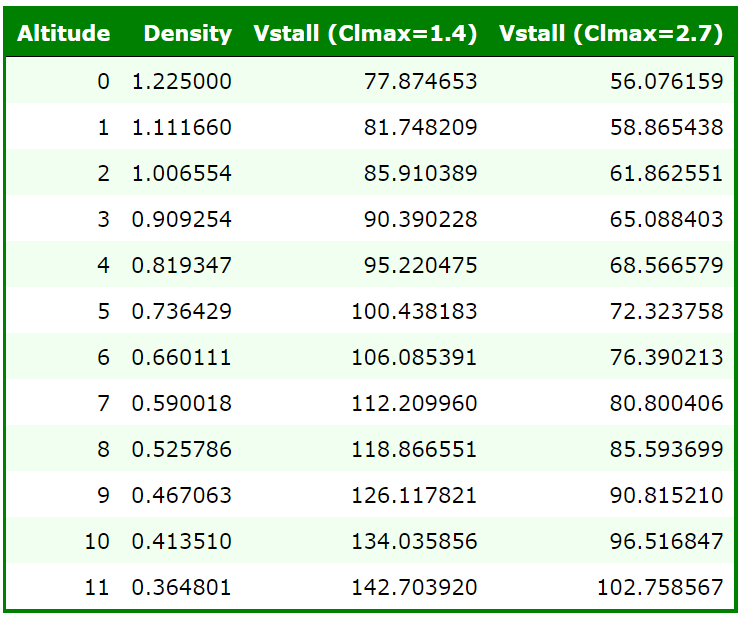 Altitude Density Vstall (Clmax=1.4) Vstall (Clmax=2.7)
0 1.225000 77.874653 56.076159
1 1.111660 81.748209 58.865438
2 1.006554 85.910389 61.862551
3 0.909254 90.390228 65.088403
4 0.819347 95.220475 68.566579
5 0.736429 100.438183 72.323758
6 0.660111 106.085391 76.390213
7 0.590018 112.209960 80.800406
8 0.525786 118.866551 85.593699
9 0.467063 126.117821 90.815210
10 0.413510 134.035856 96.516847
11 0.364801 142.703920 102.758567